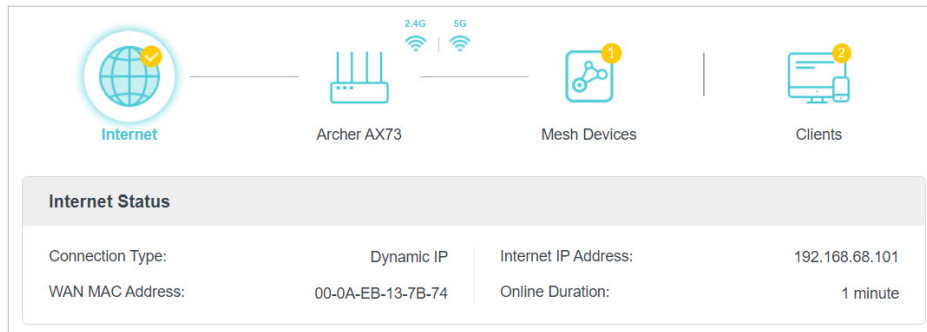 2.4G 5G
1
2
Internet
Archer AX73
Mesh Devices
Clients
Internet Status
Connection Type: Dynamic IP
Internet IP Address: 192.168.68.101
WAN MAC Address: 00-0A-EB-13-7B-74
Online Duration: 1 minute